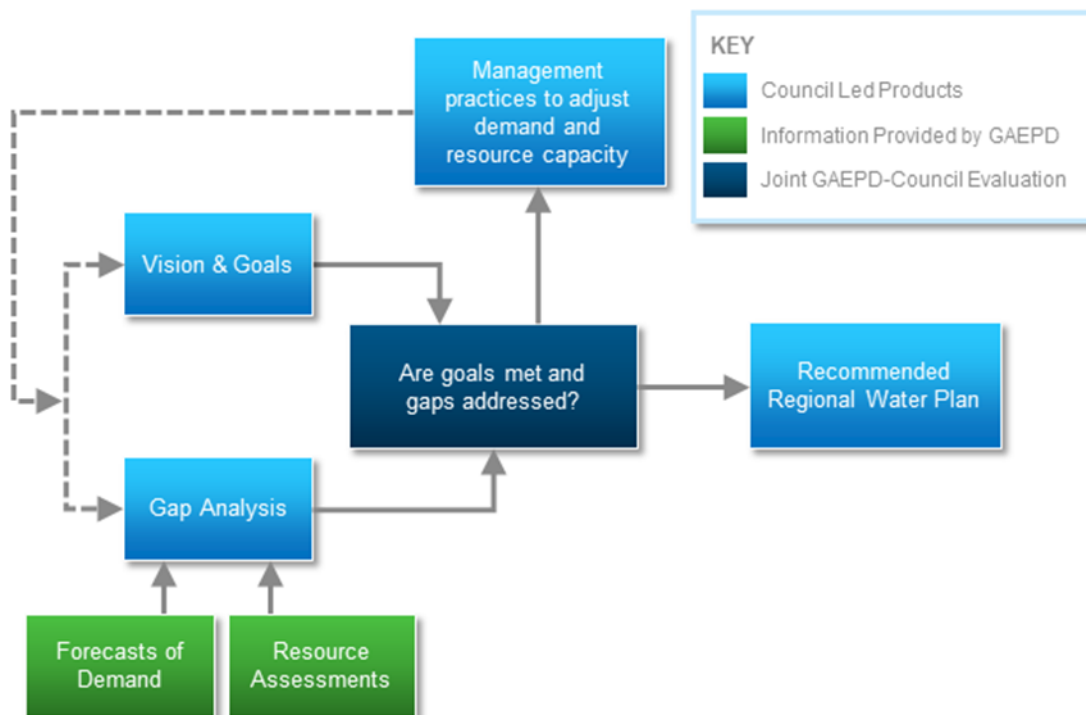 Management
practices to adjust
demand and
resource capacity
KEY
Council Led Products
Information Provided by GAEPD
Joint GAEPD-Council Evaluation
Vision & Goals
Are goals met and
gaps addressed?
Recommended
Regional Water Plan
Gap Analysis
Forecasts of
Demand
Resource
Assessments